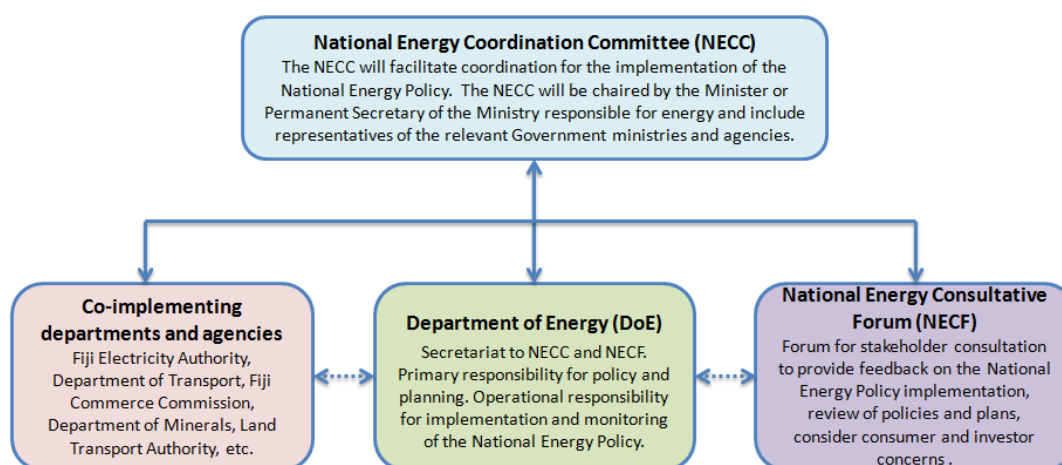 National Energy Coordination Committee (NECC)
The NECC will facilitate coordination for the implementation of the
National Energy Policy.  The NECC will be chaired by the Minister or
Permanent Secretary of the Ministry responsible for energy and include
representatives of the relevant Government ministries and agencies.
Co-implementing
departments and agencies
Fiji Electricity Authority,
Department of Transport, Fiji
Commerce Commission,
Department of Minerals, Land
Transport Authority, etc.
Department of Energy (DoE)
Secretariat to NECC and NECF.
Primary responsibility for policy and
planning. Operational responsibility
for implementation and monitoring
of the National Energy Policy.
National Energy Consultative
Forum (NECF)
Forum for stakeholder consultation
to provide feedback on the National
Energy Policy implementation,
review of policies and plans,
consider consumer and investor
concerns .